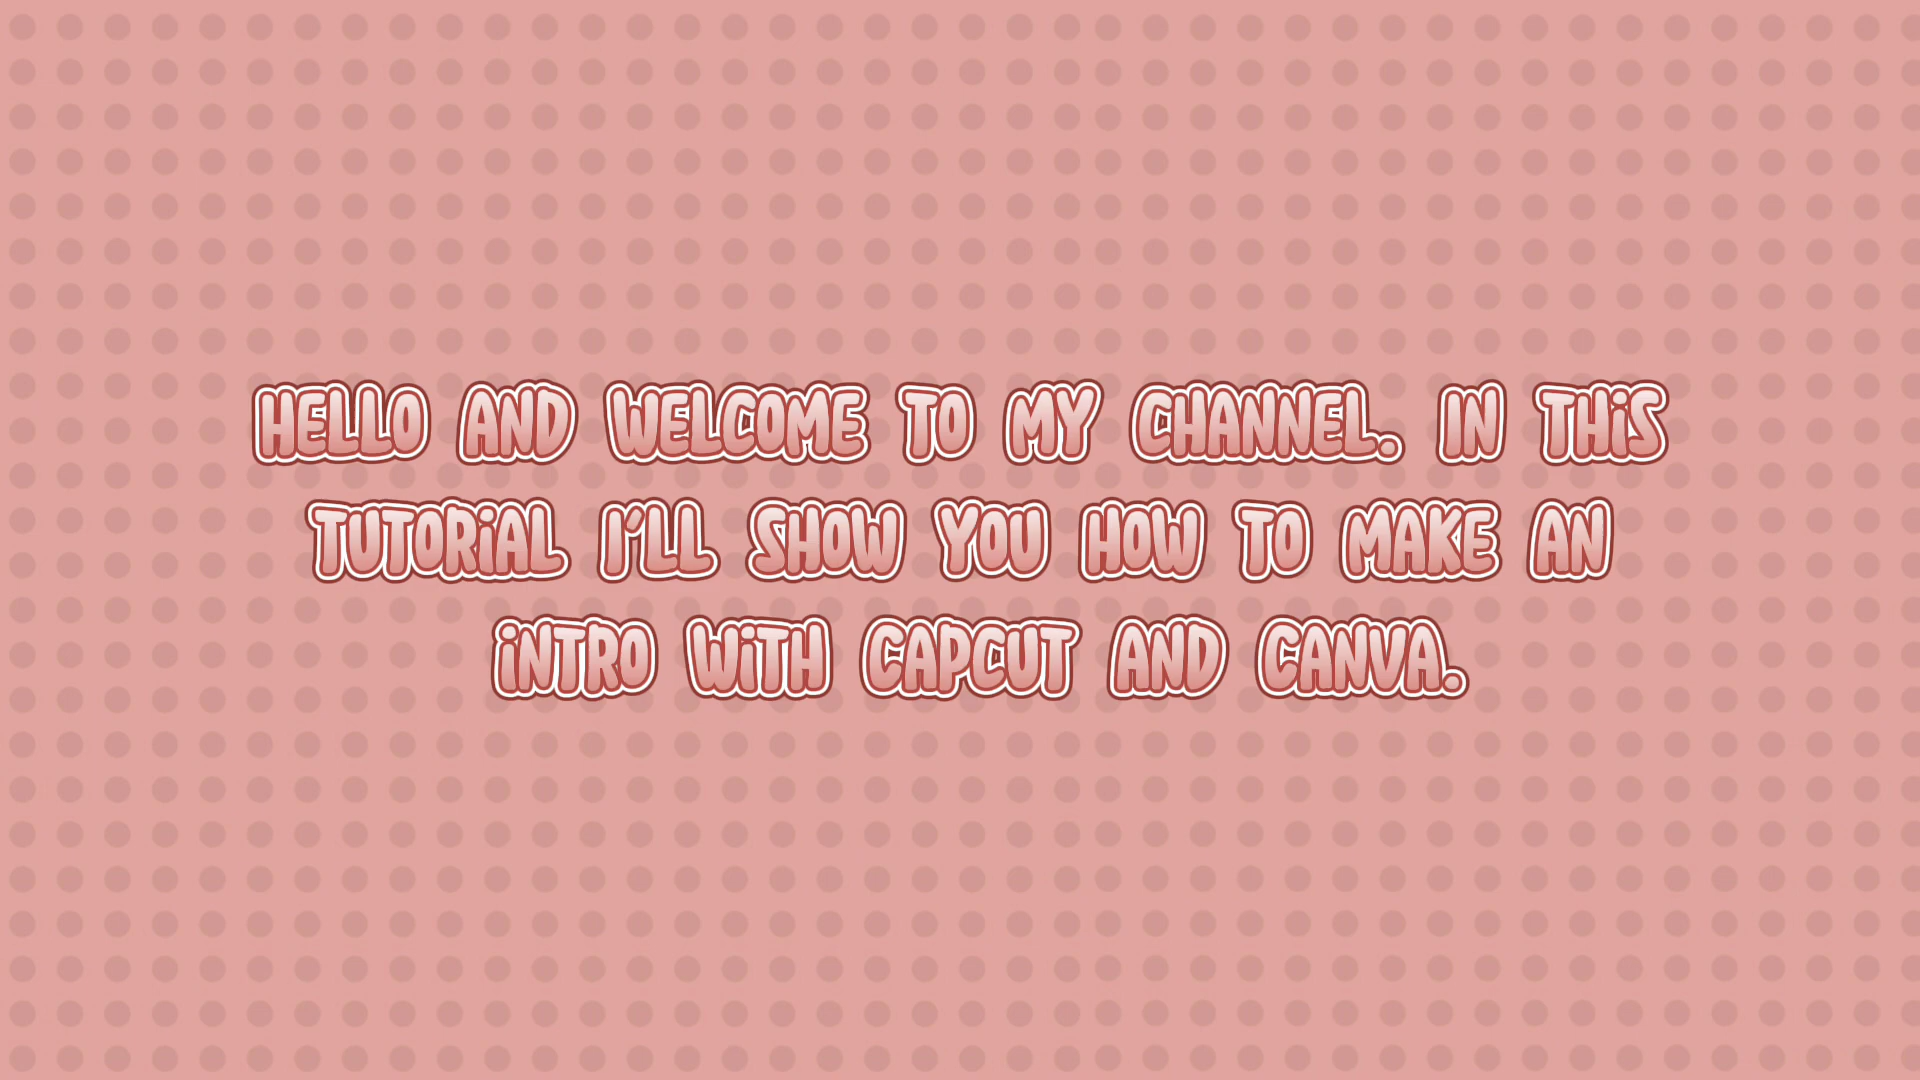 HELLO AND WELCOME TO MY CHANNEL. IN THiS
TUTORiAL I'LL SHOW YOU HOW TO MAKE AN
iNTRO WiTH CAPCUT AND CANVA.